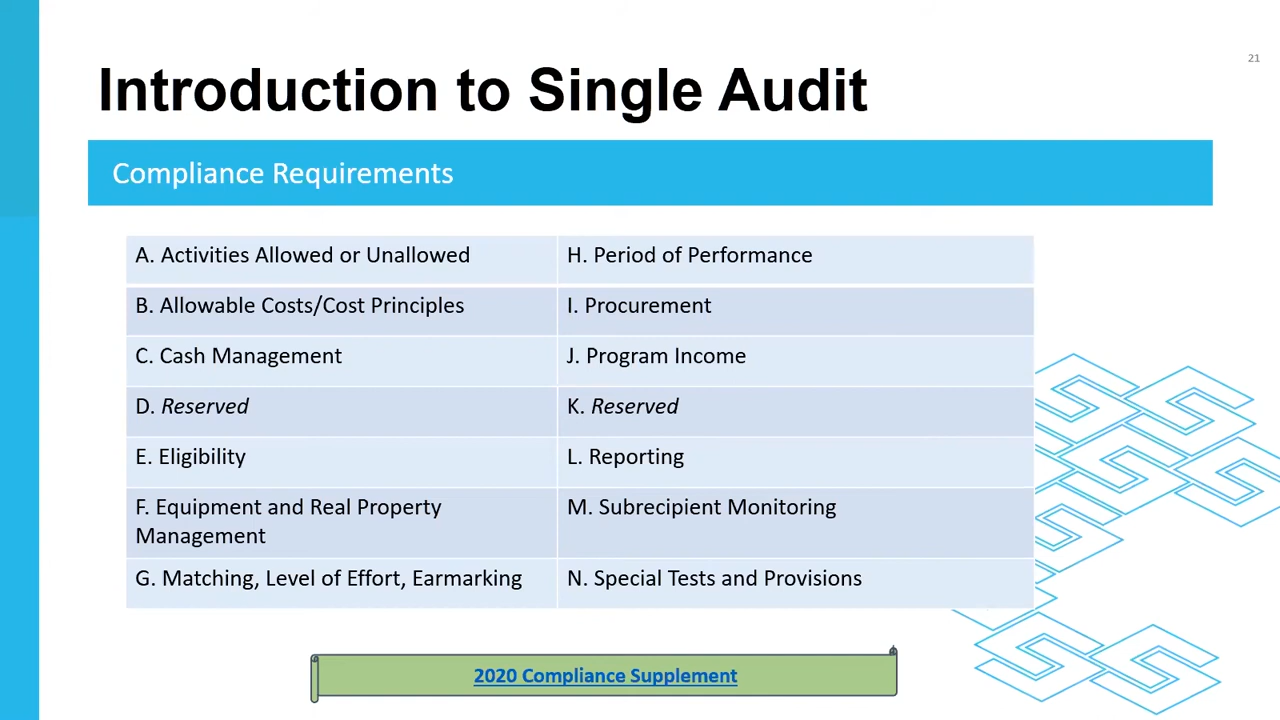 21
Introduction to Single Audit
Compliance Requirements
A. Activities Allowed or Unallowed
H. Period of Performance
B. Allowable Costs/Cost Principles
I. Procurement
C. Cash Management
J. Program Income
D. Reserved
K. Reserved
E. Eligibility
L. Reporting
F. Equipment and Real Property
Management
M. Subrecipient Monitoring
G. Matching, Level of Effort, Earmarking
N. Special Tests and Provisions
2020 Compliance Supplement